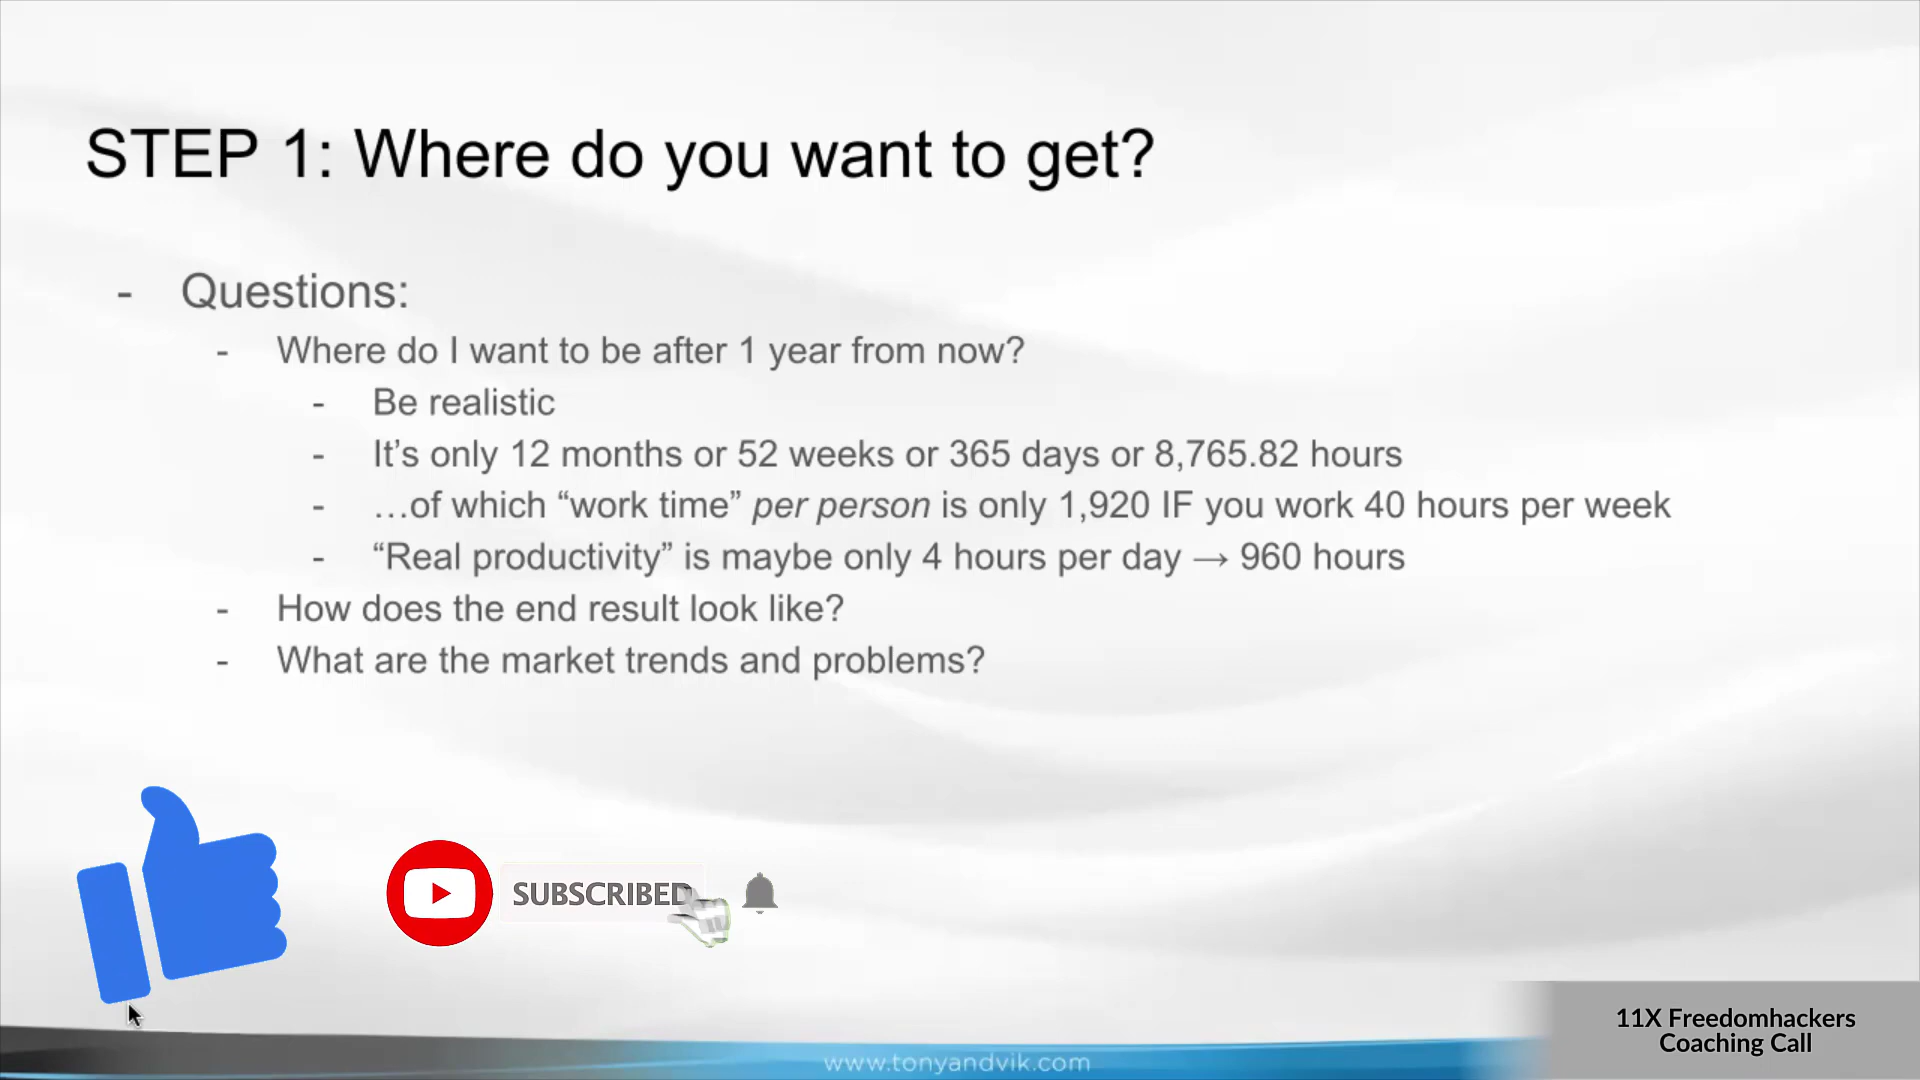 STEP 1: Where do you want to get?
- Questions:
- Where do I want to be after 1 year from now?
- Be realistic
- It’s only 12 months or 52 weeks or 365 days or 8,765.82 hours
- …of which “work time” per person is only 1,920 IF you work 40 hours per week
- “Real productivity” is maybe only 4 hours per day → 960 hours
- How does the end result look like?
- What are the market trends and problems?
SUBSCRIBED
11X Freedomhackers
Coaching Call
www.tonyandvik.com